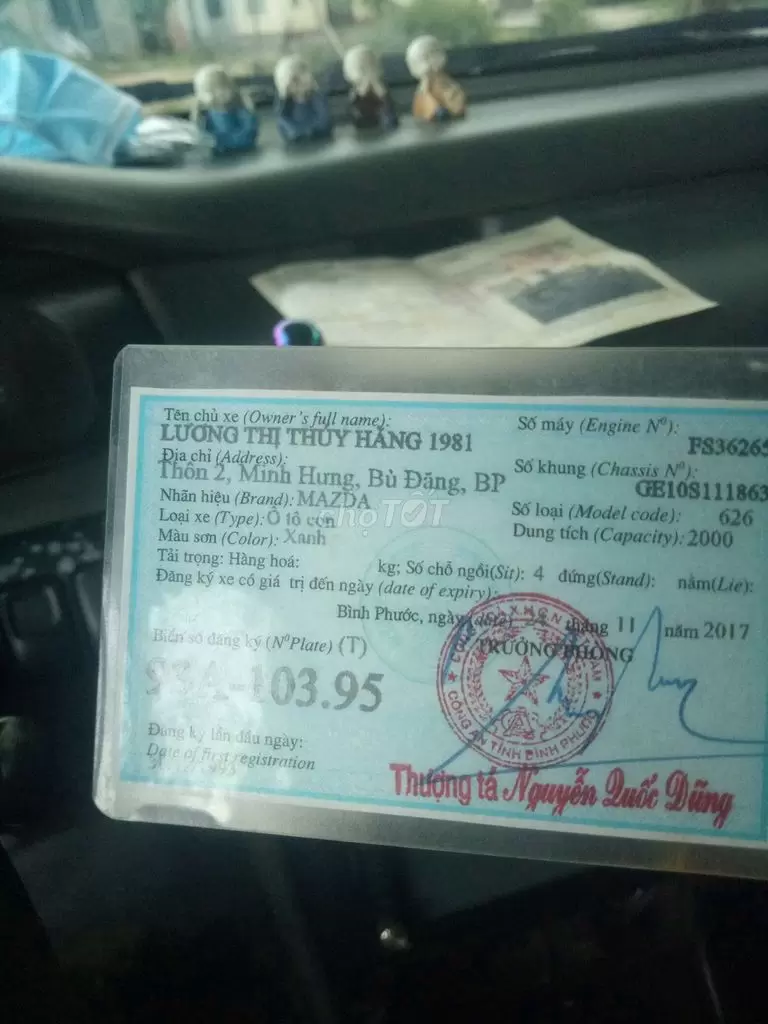 Tên chủ xe (Owner's full name):
LƯƠNG THỊ THÚY HẰNG 1981
Địa chỉ (Address):
Thôn 2, Minh Hưng, Bù Đăng, BP
Nhãn hiệu (Brand): MAZDA
Loại xe (Type): Ô tô con
Màu sơn (Color): Xanh
Số máy (Engine Nº):
FS36265
Số khung (Chassis Nº):
GE10S111863
Số loại (Model code): 626
Dung tích (Capacity): 2000
Tải trọng: Hàng hoá: kg; Số chỗ ngồi(Sit): 4 đứng(Stand): nằm(Lie):
Đăng ký xe có giá trị đến ngày (date of expiry):
Bình Phước, ngày (date) tháng 11 năm 2017
Biển số đăng ký (NºPlate) (T)
TRƯỞNG PHÒNG
93A-103.95
CÔNG AN TỈNH BÌNH PHƯỚC
Đăng ký lần đầu ngày:
Date of first registration
Thượng tá Nguyễn Quốc Dũng
chợTỐT